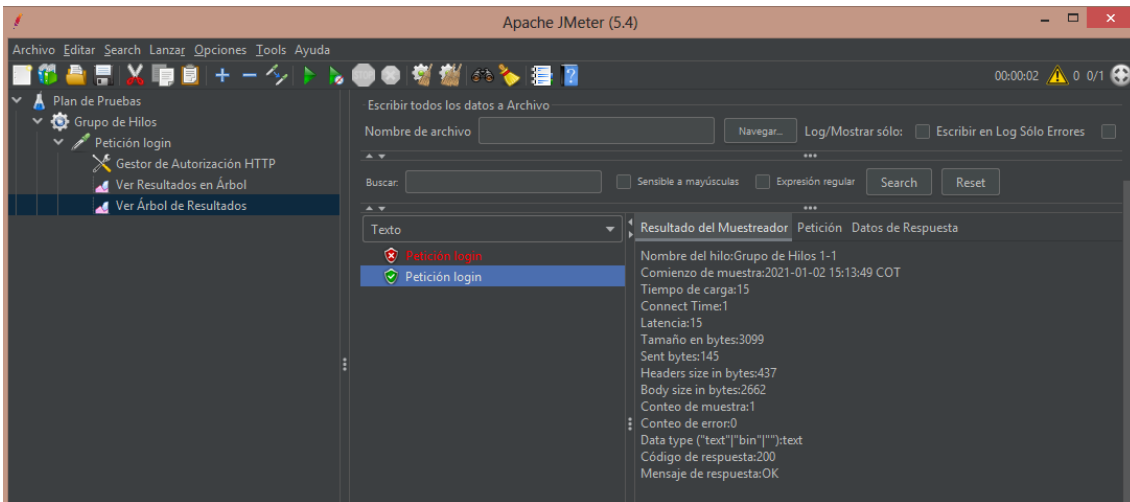 Apache JMeter (5.4)
Archivo Editar Search Lanzar Opciones Tools Ayuda
00:00:02 0 0/1
Plan de Pruebas
Grupo de Hilos
Petición login
Gestor de Autorización HTTP
Ver Resultados en Árbol
Ver Árbol de Resultados
Escribir todos los datos a Archivo
Nombre de archivo Navegar... Log/Mostrar sólo: Escribir en Log Sólo Errores
Buscar: Sensible a mayúsculas Expresión regular Search Reset
Texto
Petición login
Petición login
Resultado del Muestreador Petición Datos de Respuesta
Nombre del hilo:Grupo de Hilos 1-1
Comienzo de muestra:2021-01-02 15:13:49 COT
Tiempo de carga:15
Connect Time:1
Latencia:15
Tamaño en bytes:3099
Sent bytes:145
Headers size in bytes:437
Body size in bytes:2662
Conteo de muestra:1
Conteo de error:0
Data type ("text"|"bin"|""):text
Código de respuesta:200
Mensaje de respuesta:OK